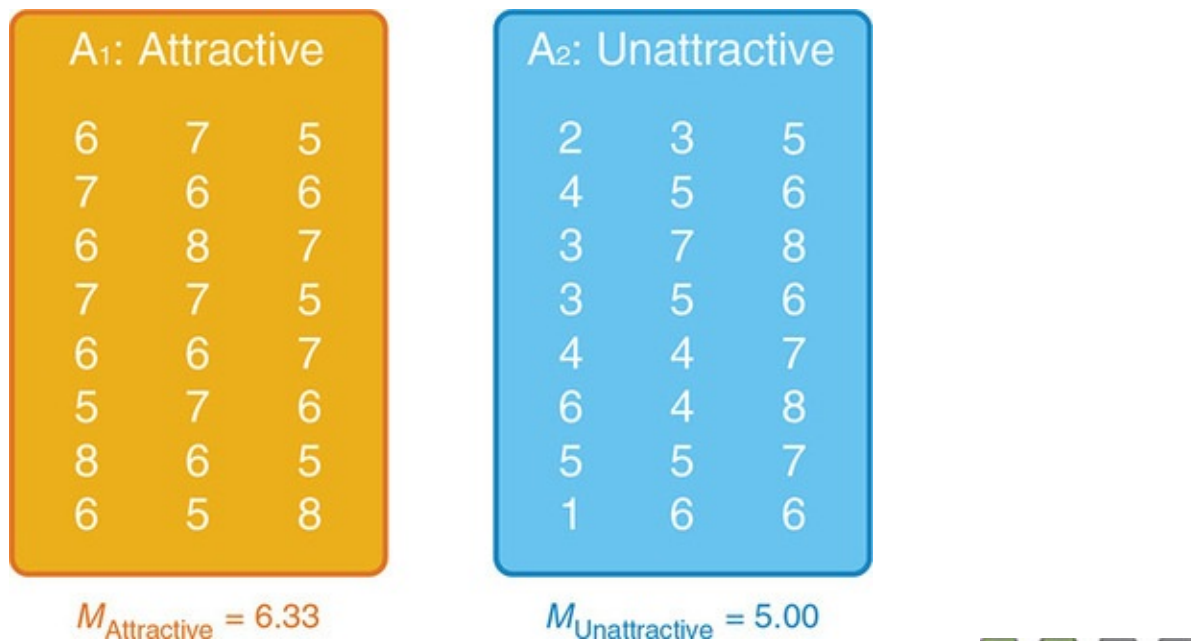 A1: Attractive
6 7 5
7 6 6
6 8 7
7 7 5
6 6 7
5 7 6
8 6 5
6 5 8
MAttractive = 6.33
A2: Unattractive
2 3 5
4 5 6
3 7 8
3 5 6
4 4 7
6 4 8
5 5 7
1 6 6
MUnattractive = 5.00